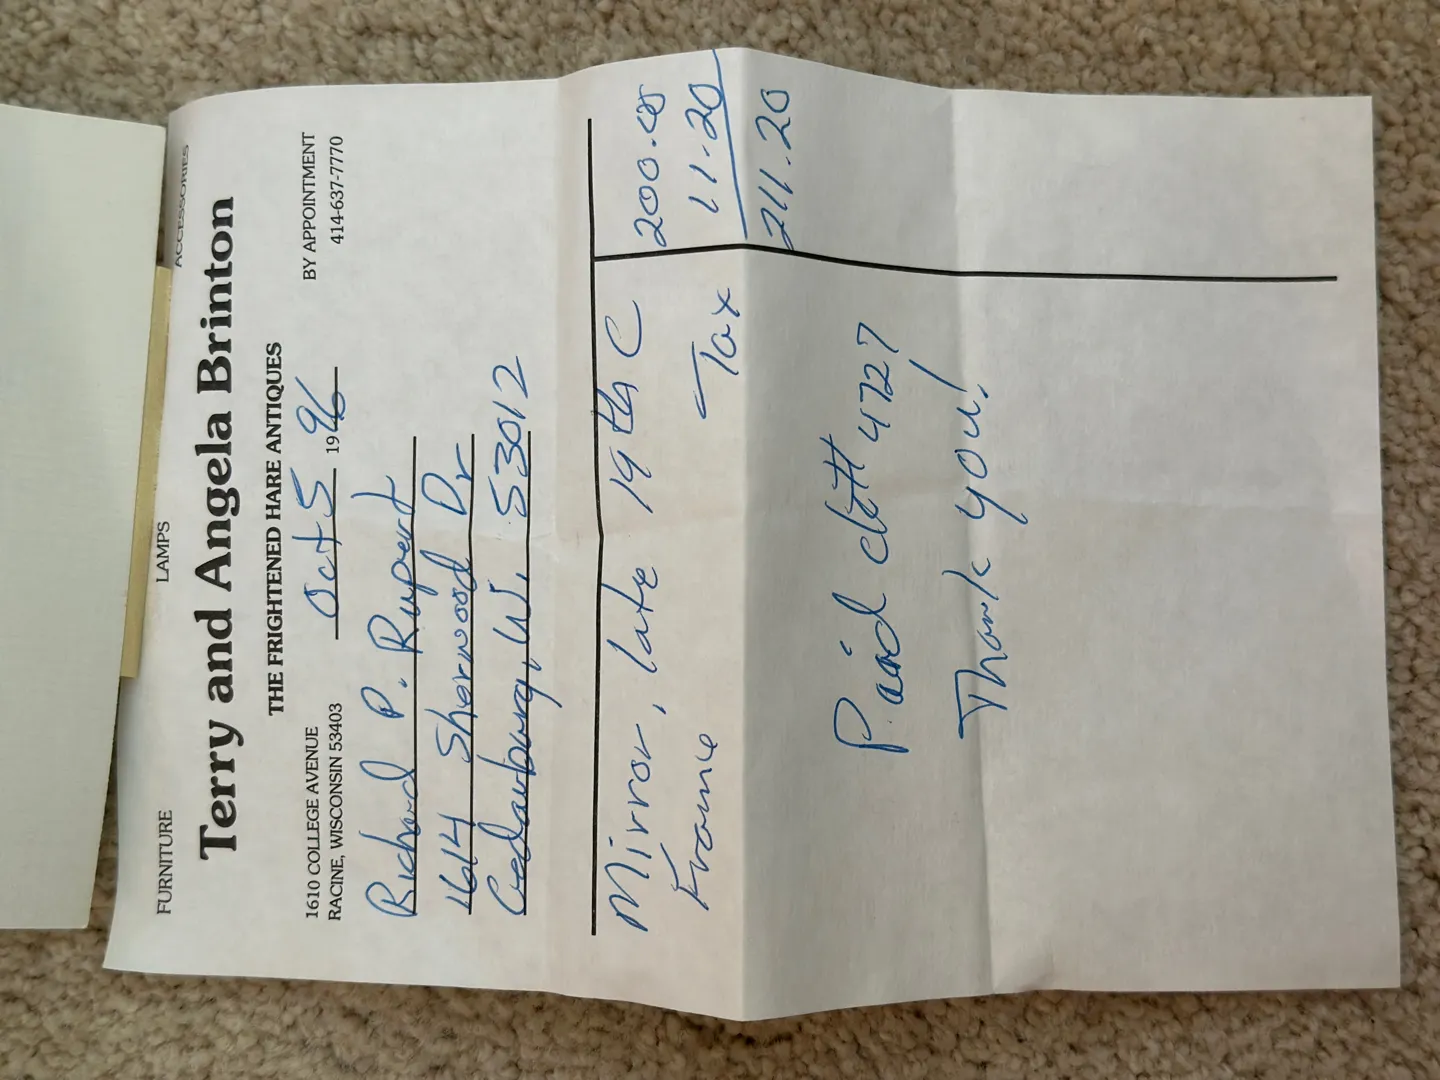 FURNITURE LAMPS ACCESSORIES
Terry and Angela Brinton
THE FRIGHTENED HARE ANTIQUES
1610 COLLEGE AVENUE BY APPOINTMENT
RACINE, WISCONSIN 53403 414-637-7770
Oct 5 1996
Richard P. Rupert
1614 Sherwood Dr
Cedarburg, WI. 53012
Mirror, late 19th C 200.00
France
Tax 11.20
211.20
Paid ck# 4727
Thank you!